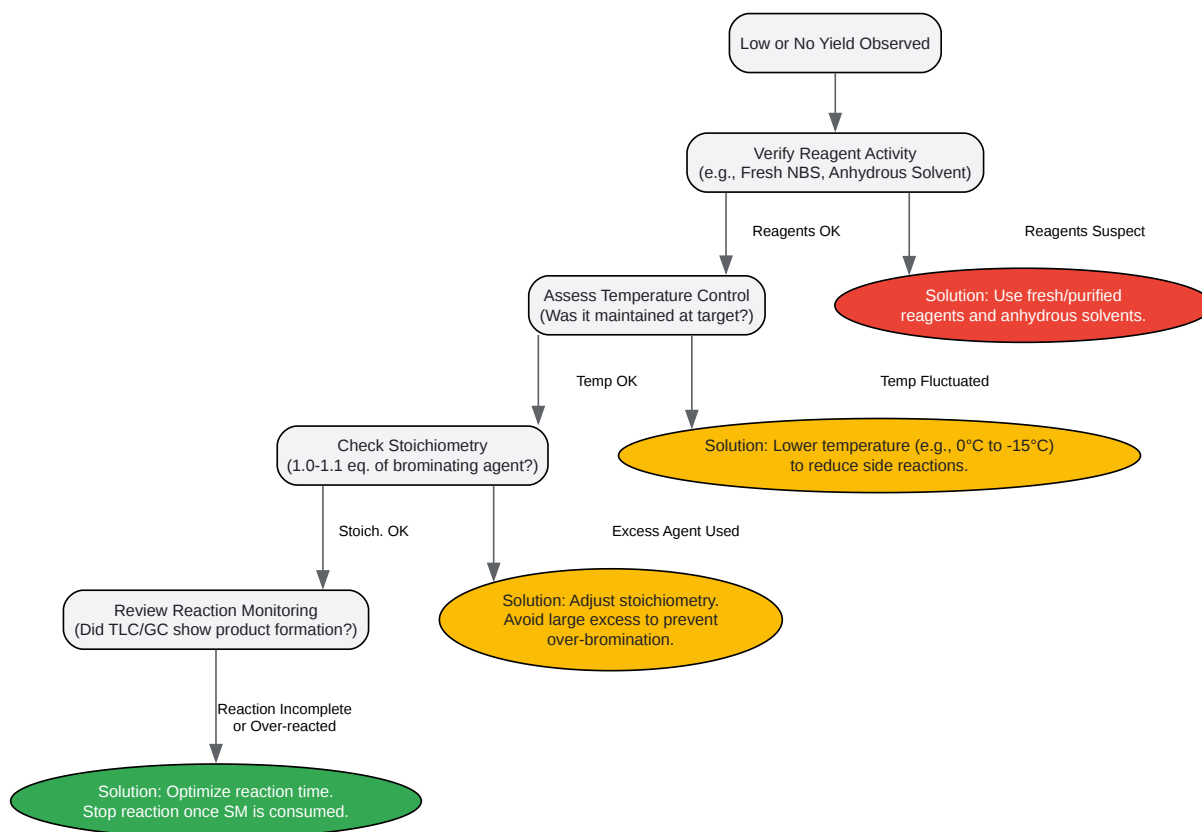 Low or No Yield Observed
Verify Reagent Activity
(e.g., Fresh NBS, Anhydrous Solvent)
Reagents OK
Reagents Suspect
Assess Temperature Control
(Was it maintained at target?)
Solution: Use fresh/purified
reagents and anhydrous solvents.
Temp OK
Temp Fluctuated
Check Stoichiometry
(1.0-1.1 eq. of brominating agent?)
Solution: Lower temperature (e.g., 0°C to -15°C)
to reduce side reactions.
Stoich. OK
Excess Agent Used
Review Reaction Monitoring
(Did TLC/GC show product formation?)
Solution: Adjust stoichiometry.
Avoid large excess to prevent
over-bromination.
Reaction Incomplete
or Over-reacted
Solution: Optimize reaction time.
Stop reaction once SM is consumed.